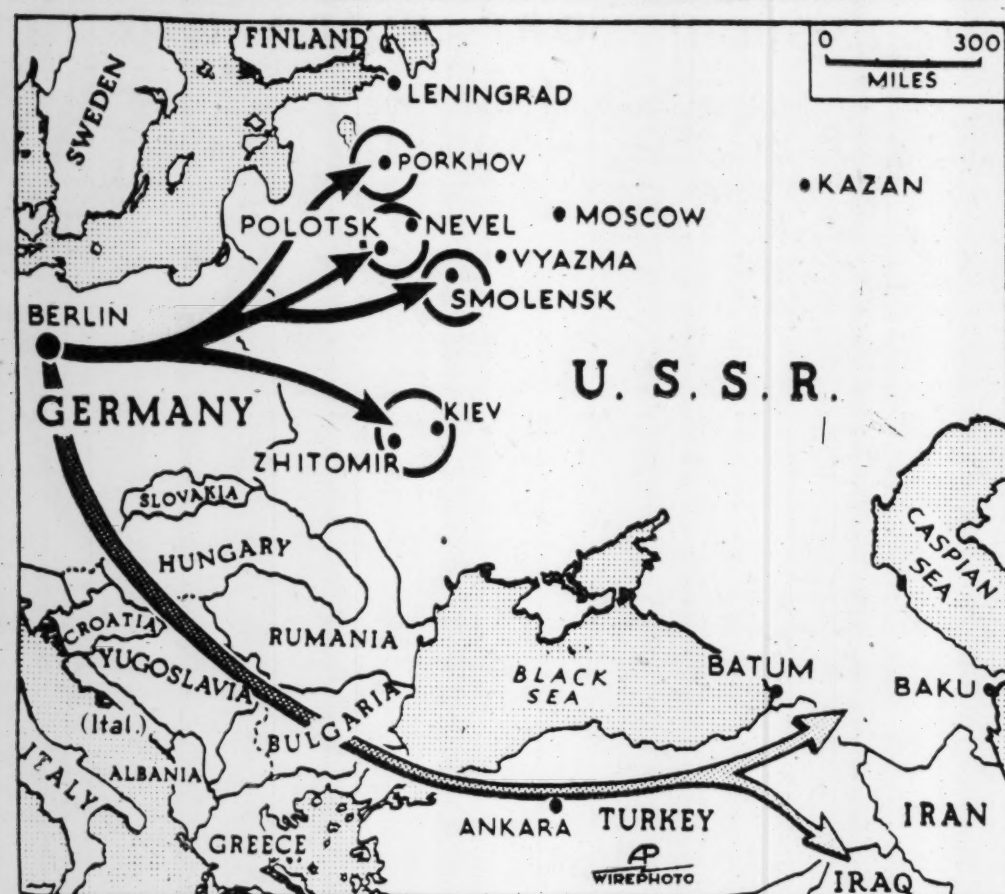 FINLAND
0 300
MILES
SWEDEN
LENINGRAD
PORKHOV
KAZAN
POLOTSK
NEVEL
MOSCOW
VYAZMA
SMOLENSK
BERLIN
U. S. S. R.
GERMANY
KIEV
ZHITOMIR
SLOVAKIA
HUNGARY
CASPIAN
SEA
CROATIA
RUMANIA
YUGOSLAVIA
BLACK
SEA
BATUM
BAKU
(Ital.)
BULGARIA
ITALY
ALBANIA
GREECE
ANKARA
TURKEY
IRAN
AP
WIREPHOTO
IRAQ